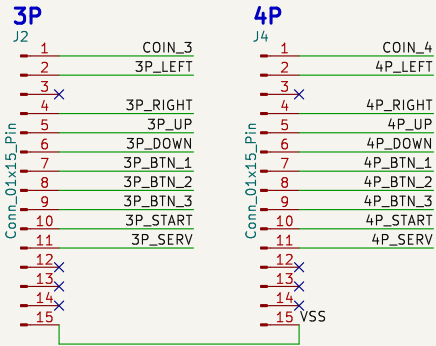 3P
J2
Conn_01x15_Pin
1 COIN_3
2 3P_LEFT
3
4 3P_RIGHT
5 3P_UP
6 3P_DOWN
7 3P_BTN_1
8 3P_BTN_2
9 3P_BTN_3
10 3P_START
11 3P_SERV
12
13
14
15
4P
J4
Conn_01x15_Pin
1 COIN_4
2 4P_LEFT
3
4 4P_RIGHT
5 4P_UP
6 4P_DOWN
7 4P_BTN_1
8 4P_BTN_2
9 4P_BTN_3
10 4P_START
11 4P_SERV
12
13
14
15 VSS